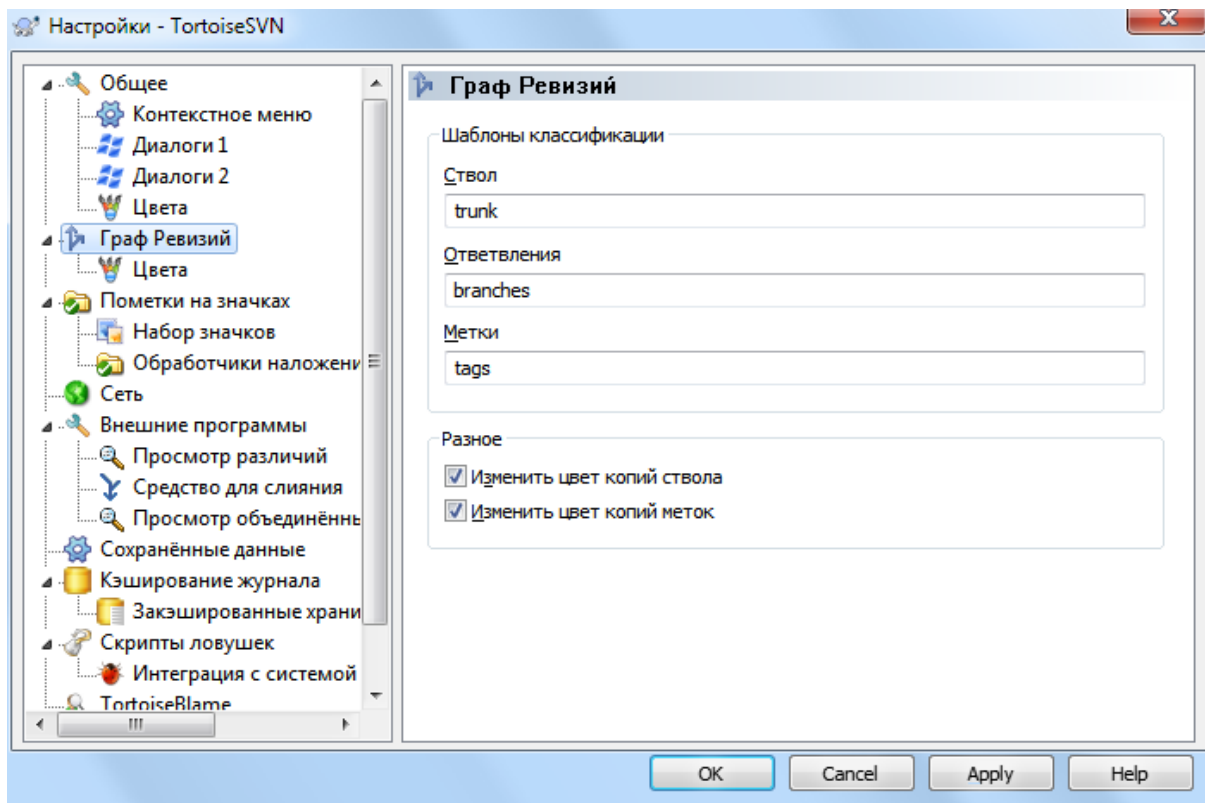 Настройки - TortoiseSVN
Общее
Контекстное меню
Диалоги 1
Диалоги 2
Цвета
Граф Ревизий
Цвета
Пометки на значках
Набор значков
Обработчики наложени
Сеть
Внешние программы
Просмотр различий
Средство для слияния
Просмотр объединённь
Сохранённые данные
Кэширование журнала
Закэшированные храни
Скрипты ловушек
Интеграция с системой
TortoiseBlame
Граф Ревизий
Шаблоны классификации
Ствол
trunk
Ответвления
branches
Метки
tags
Разное
Изменить цвет копий ствола
Изменить цвет копий меток
OK
Cancel
Apply
Help